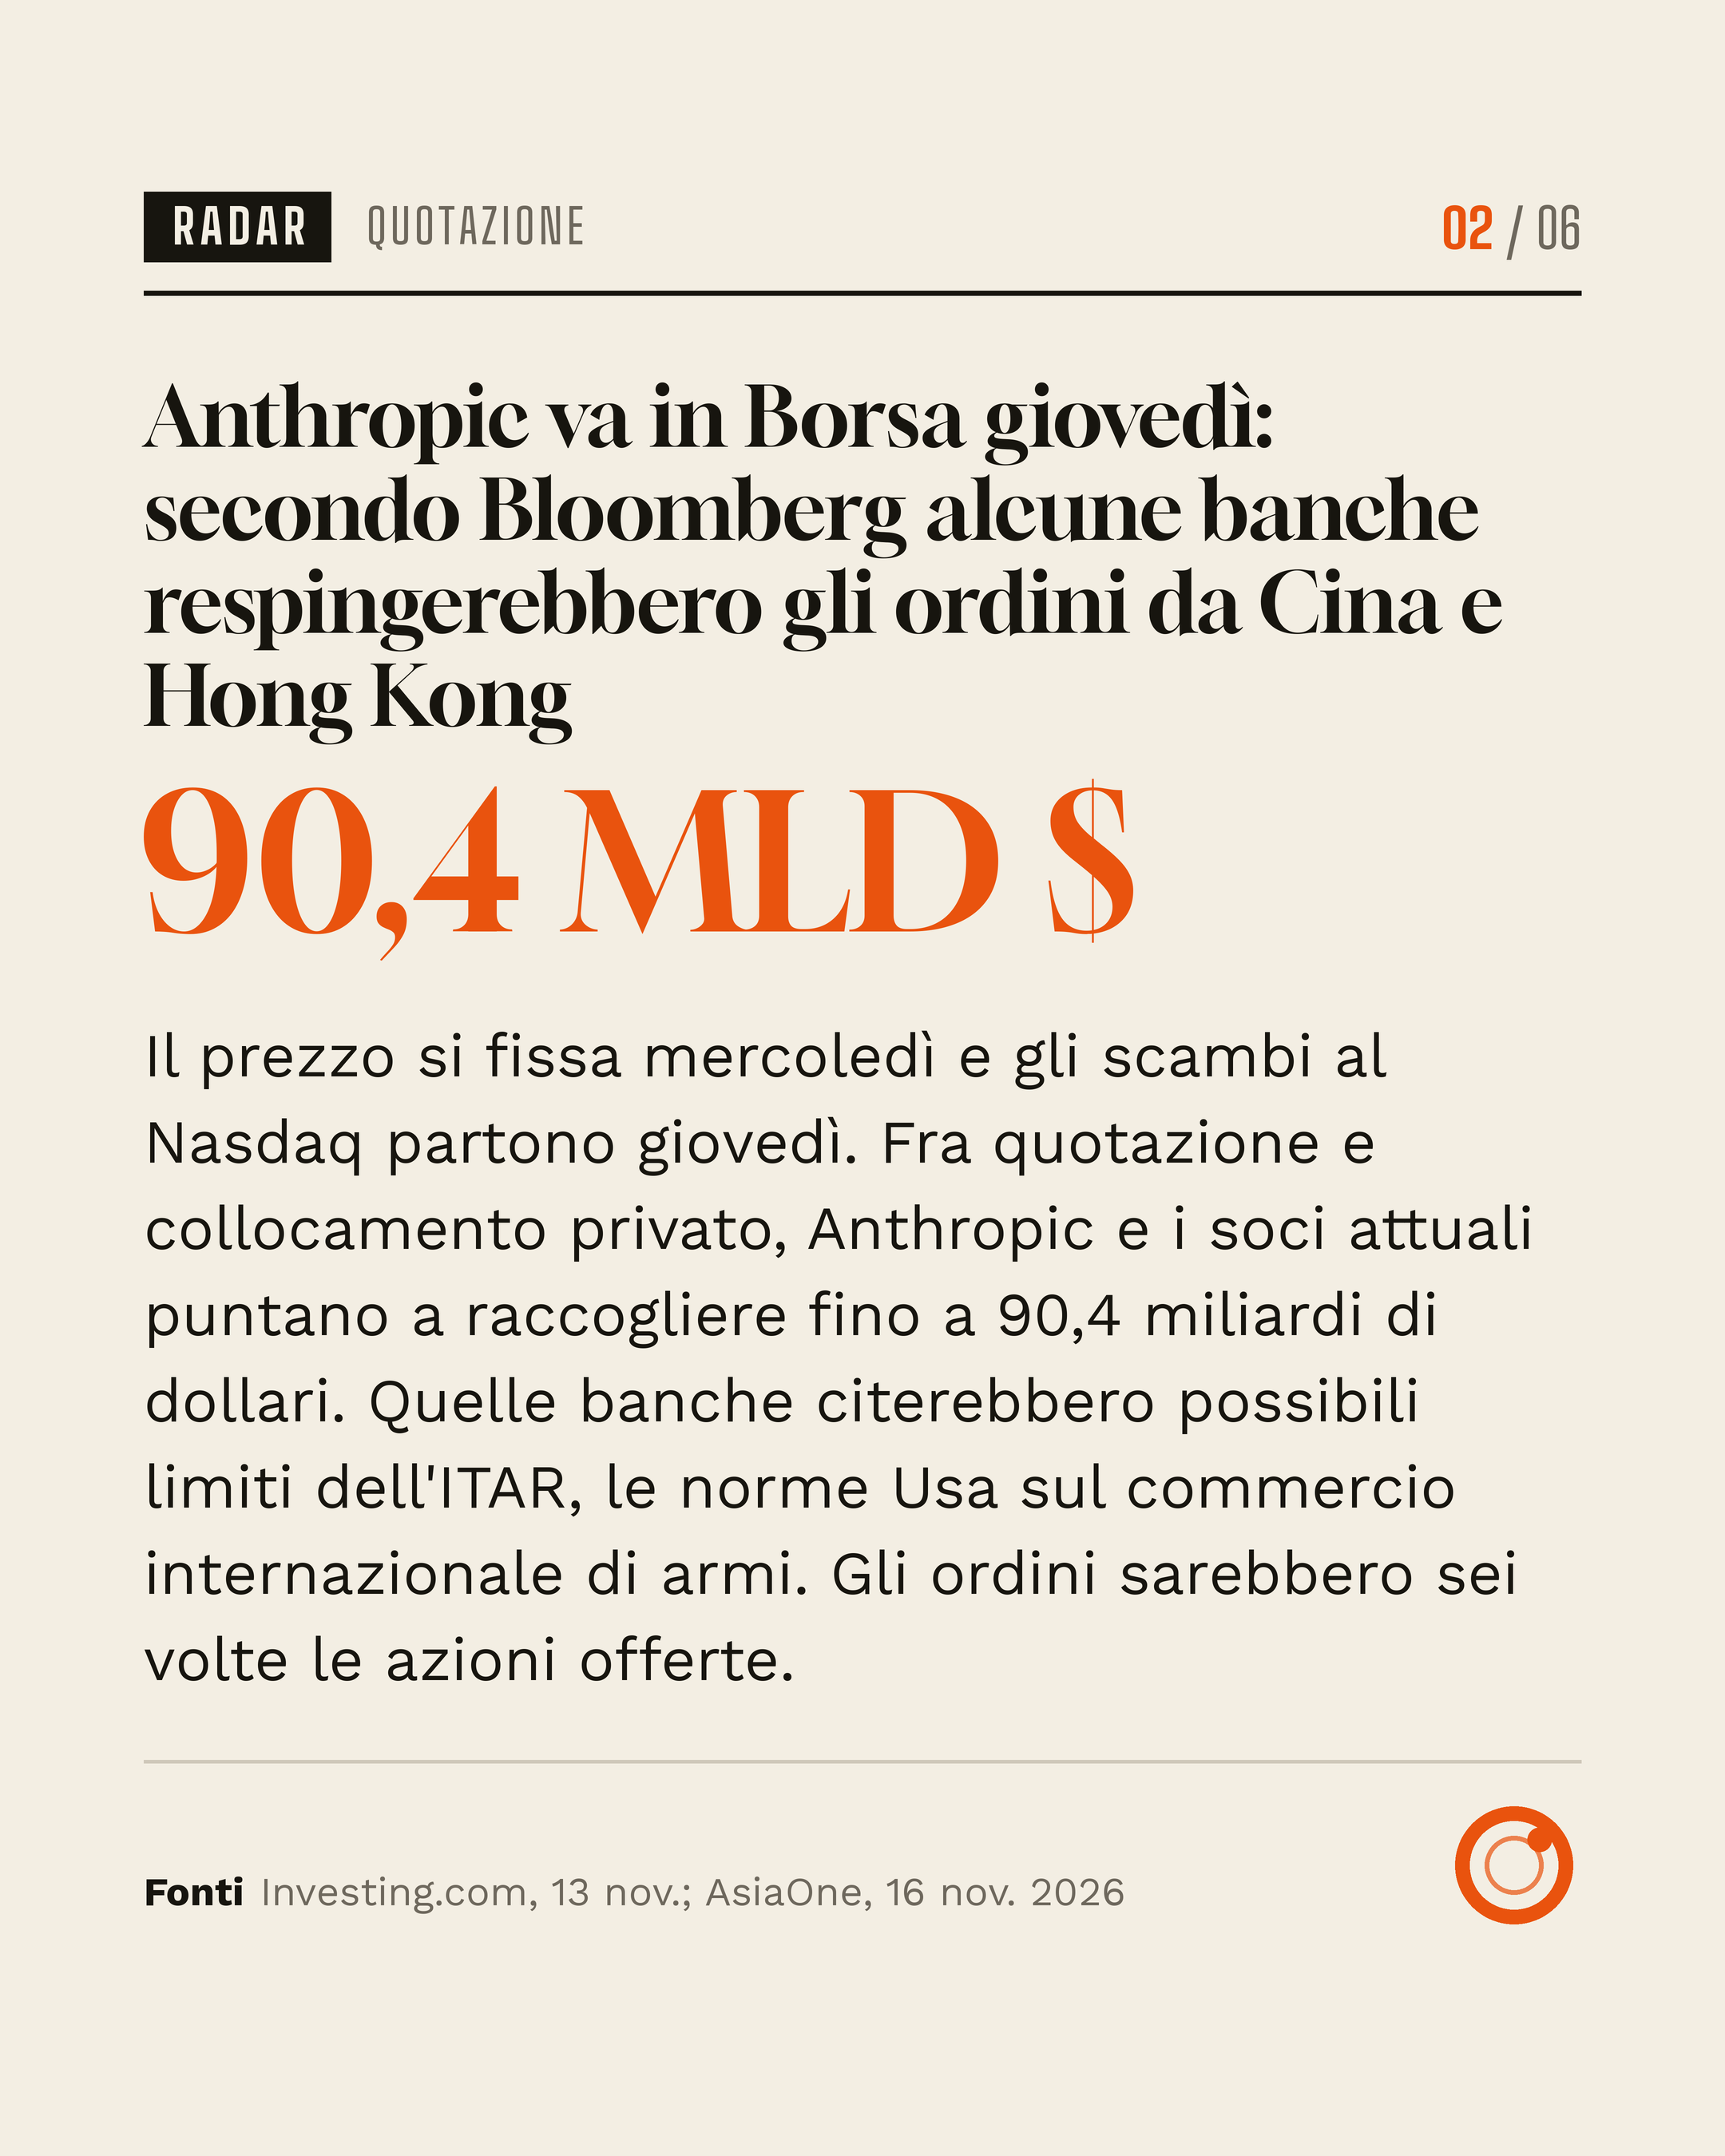 RADAR QUOTAZIONE 02 / 06
Anthropic va in Borsa giovedì:
secondo Bloomberg alcune banche
respingerebbero gli ordini da Cina e
Hong Kong
90,4 MLD $
Il prezzo si fissa mercoledì e gli scambi al
Nasdaq partono giovedì. Fra quotazione e
collocamento privato, Anthropic e i soci attuali
puntano a raccogliere fino a 90,4 miliardi di
dollari. Quelle banche citerebbero possibili
limiti dell'ITAR, le norme Usa sul commercio
internazionale di armi. Gli ordini sarebbero sei
volte le azioni offerte.
Fonti Investing.com, 13 nov.; AsiaOne, 16 nov. 2026